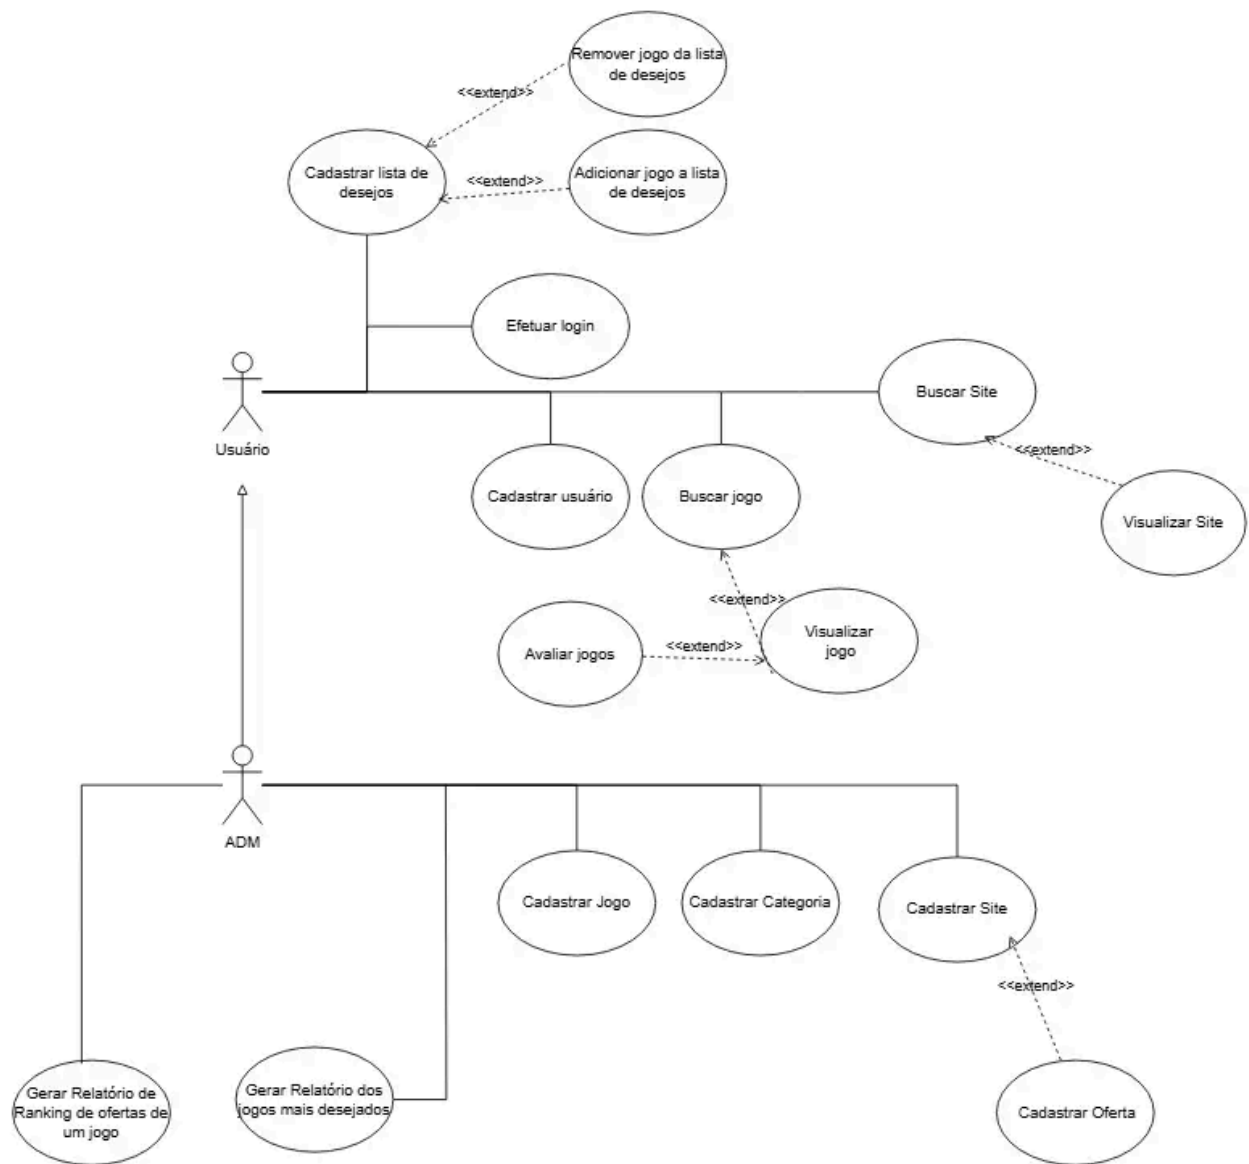 Remover jogo da lista
de desejos
<<extend>>
Cadastrar lista de
desejos
<<extend>>
Adicionar jogo a lista
de desejos
Efetuar login
Usuário
Buscar Site
<<extend>>
Cadastrar usuário
Buscar jogo
Visualizar Site
<<extend>>
Avaliar jogos
<<extend>>
Visualizar
jogo
ADM
Cadastrar Jogo
Cadastrar Categoria
Cadastrar Site
<<extend>>
Gerar Relatório de
Ranking de ofertas de
um jogo
Gerar Relatório dos
jogos mais desejados
Cadastrar Oferta